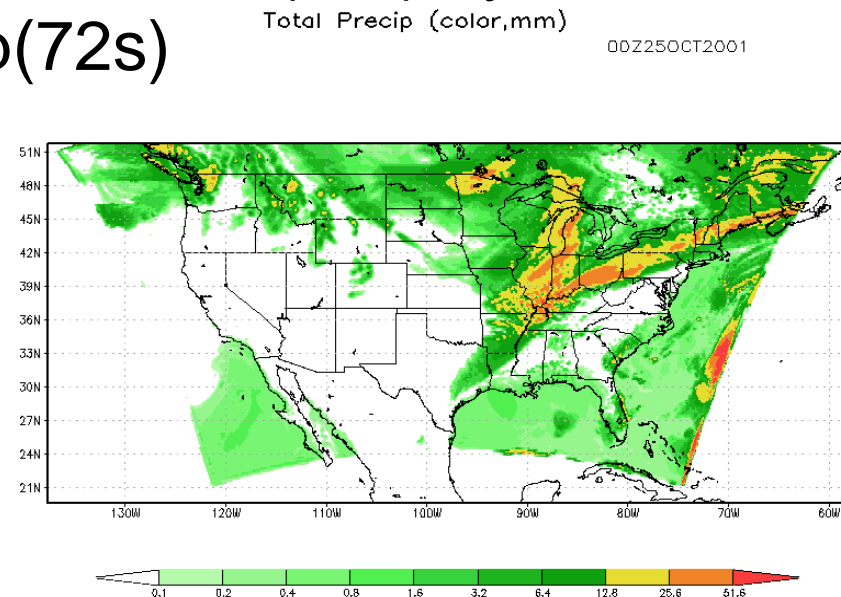 Total Precip (color,mm)
o(72s)
00Z25OCT2001
51N
48N
45N
42N
39N
36N
33N
30N
27N
24N
21N
130W 120W 110W 100W 90W 80W 70W 60W
0.1 0.2 0.4 0.8 1.6 3.2 6.4 12.8 25.6 51.6